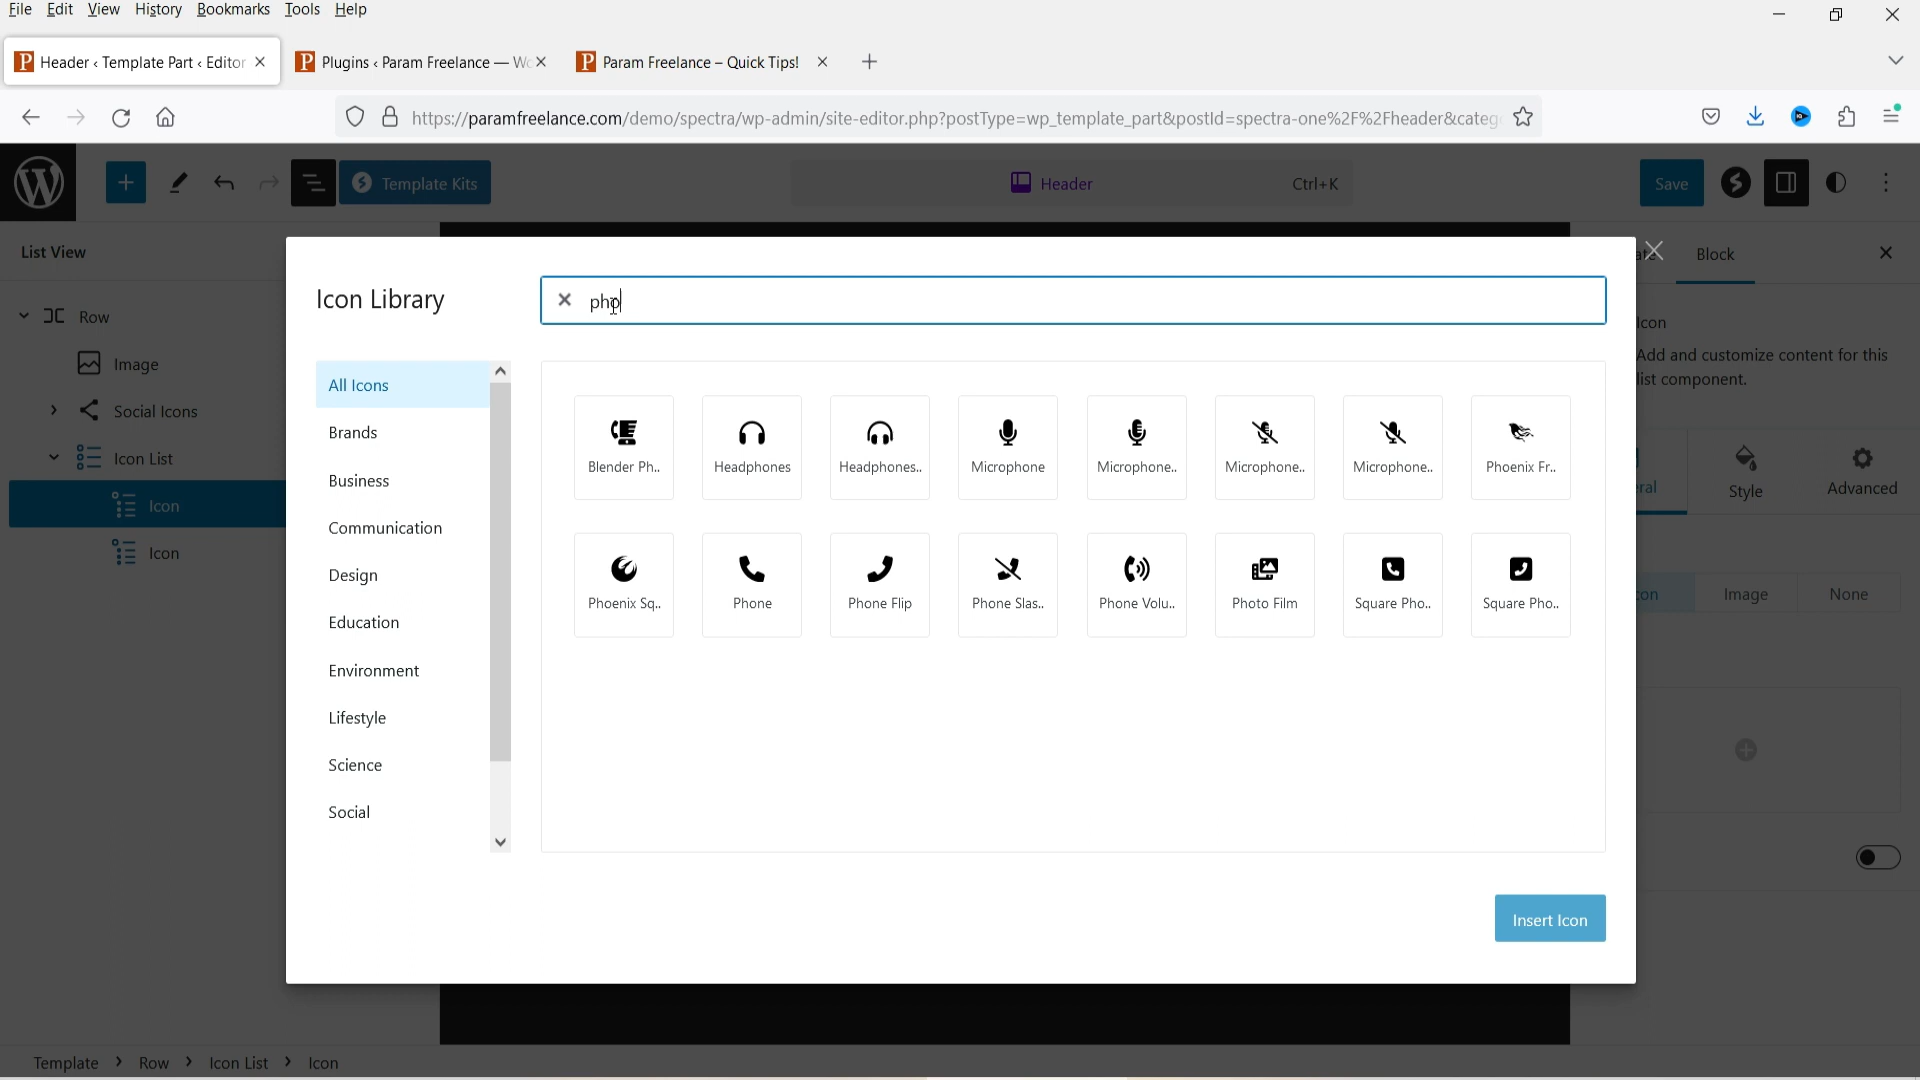 File Edit View History Bookmarks Tools Help
Header ‹ Template Part ‹ Editor
Plugins ‹ Param Freelance — Wo
Param Freelance – Quick Tips!
https://paramfreelance.com/demo/spectra/wp-admin/site-editor.php?postType=wp_template_part&postId=spectra-one%2F%2Fheader&catego
Template Kits
Header
Ctrl+K
Save
List View
Block
Icon Library
pho
Row
Image
Social Icons
Icon List
Icon
Icon
All Icons
Brands
Business
Communication
Design
Education
Environment
Lifestyle
Science
Social
Blender Ph..
Headphones
Headphones..
Microphone
Microphone..
Microphone..
Microphone..
Phoenix Fr..
Phoenix Sq..
Phone
Phone Flip
Phone Slas..
Phone Volu..
Photo Film
Square Pho..
Square Pho..
Insert Icon
Icon
Add and customize content for this
list component.
Style
Advanced
Image
None
Template > Row > Icon List > Icon